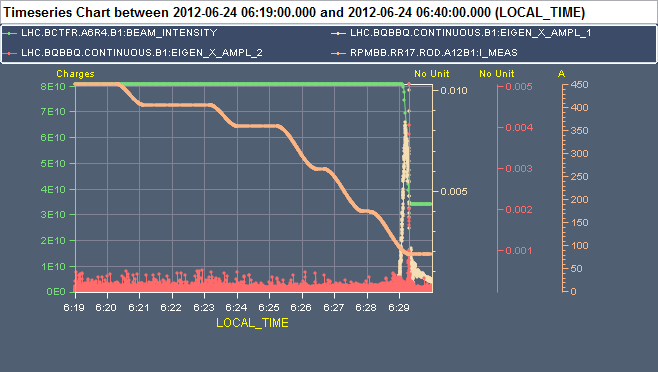 Timeseries Chart between 2012-06-24 06:19:00.000 and 2012-06-24 06:40:00.000 (LOCAL_TIME)
LHC.BCTFR.A6R4.B1:BEAM_INTENSITY LHC.BQBBQ.CONTINUOUS.B1:EIGEN_X_AMPL_1
LHC.BQBBQ.CONTINUOUS.B1:EIGEN_X_AMPL_2 RPMBB.RR17.ROD.A12B1:I_MEAS
Charges No Unit No Unit A
8E10 0.010 0.005 450
7E10 0.004 400
6E10 350
5E10 0.003 300
4E10 0.005 250
3E10 0.002 200
2E10 0.001 150
1E10 100
0E0 50
0
6:19 6:20 6:21 6:22 6:23 6:24 6:25 6:26 6:27 6:28 6:29
LOCAL_TIME